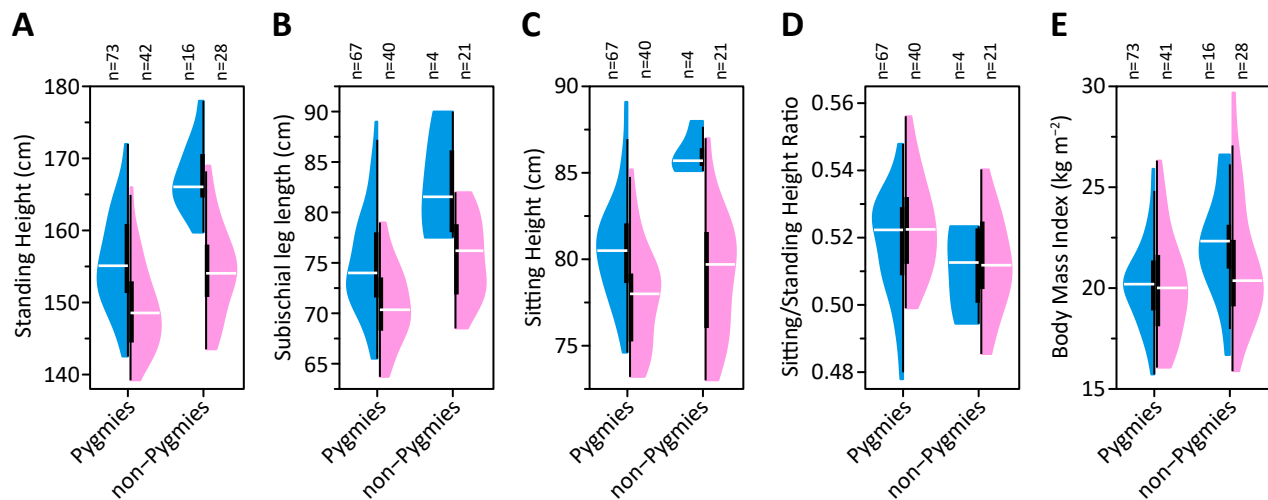 A
n=73
n=42
n=16
n=28
Standing Height (cm)
180
170
160
150
140
Pygmies
non−Pygmies
B
n=67
n=40
n=4
n=21
Subischial leg length (cm)
90
85
80
75
70
65
Pygmies
non−Pygmies
C
n=67
n=40
n=4
n=21
Sitting Height (cm)
90
85
80
75
Pygmies
non−Pygmies
D
n=67
n=40
n=4
n=21
Sitting/Standing Height Ratio
0.56
0.54
0.52
0.50
0.48
Pygmies
non−Pygmies
E
n=73
n=41
n=16
n=28
Body Mass Index (kg m⁻²)
30
25
20
15
Pygmies
non−Pygmies